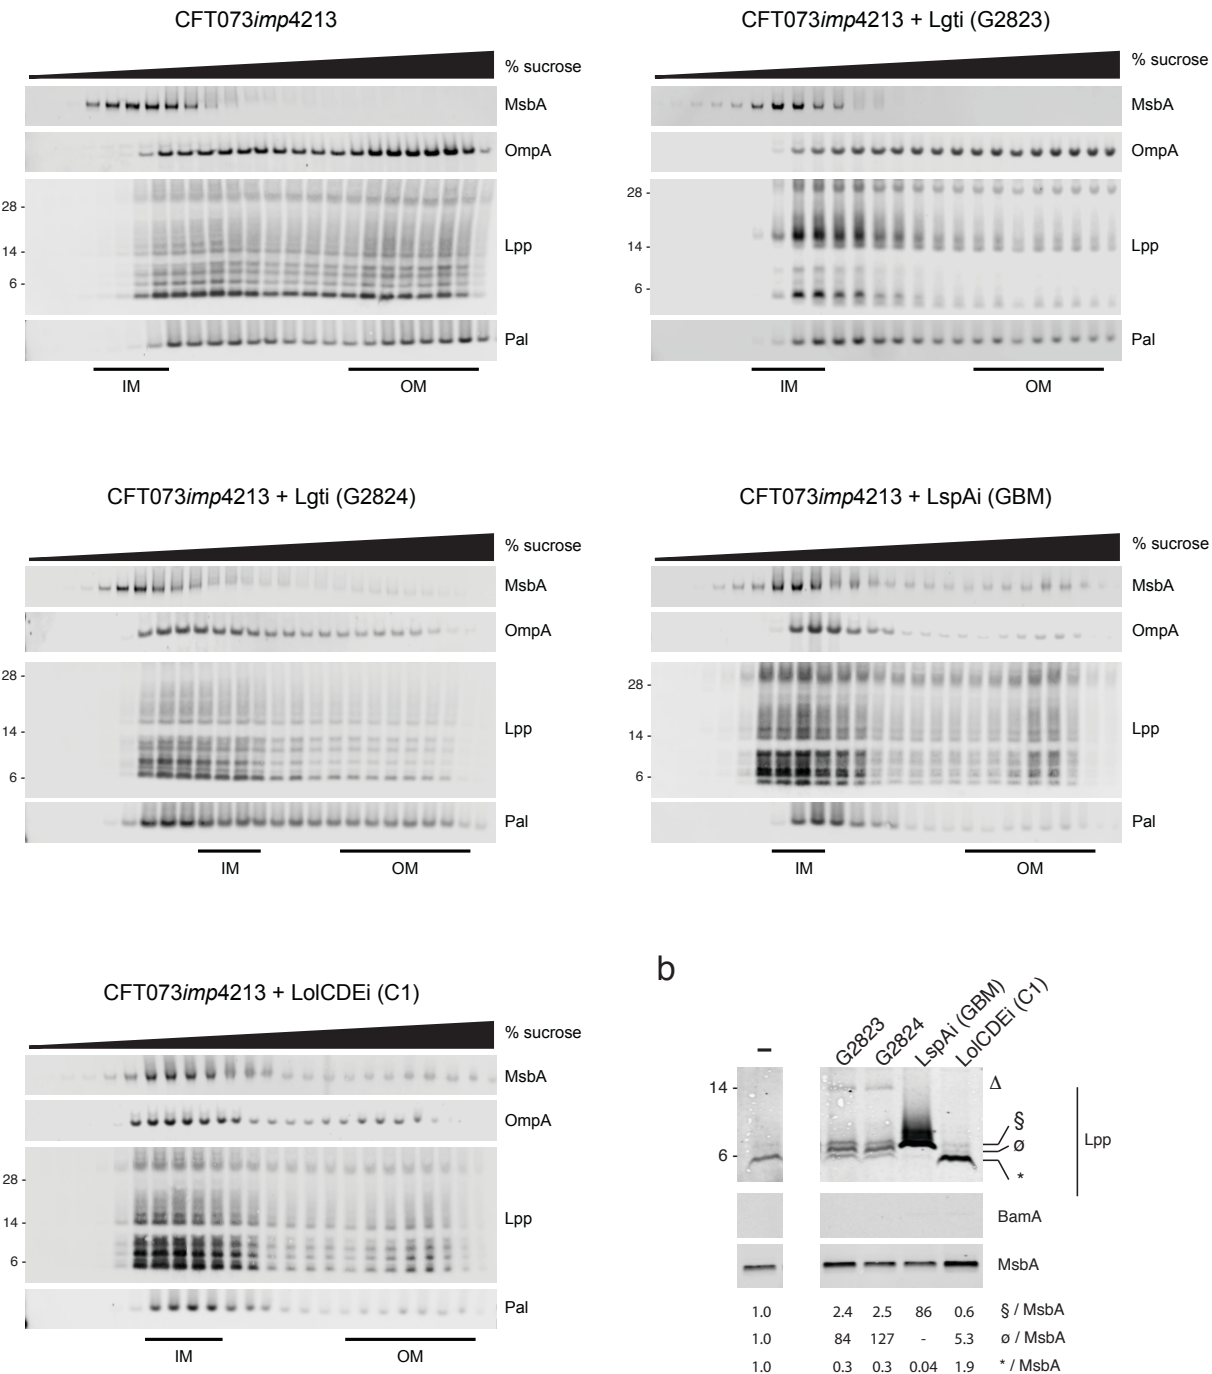 CFT073imp4213
% sucrose
MsbA
OmpA
28 -
14 -
6 -
Lpp
Pal
IM
OM
CFT073imp4213 + Lgti (G2823)
% sucrose
MsbA
OmpA
28 -
14 -
6 -
Lpp
Pal
IM
OM
CFT073imp4213 + Lgti (G2824)
% sucrose
MsbA
OmpA
28 -
14 -
6 -
Lpp
Pal
IM
OM
CFT073imp4213 + LspAi (GBM)
% sucrose
MsbA
OmpA
28 -
14 -
6 -
Lpp
Pal
IM
OM
CFT073imp4213 + LolCDEi (C1)
% sucrose
MsbA
OmpA
28 -
14 -
6 -
Lpp
Pal
IM
OM
b
– G2823 G2824 LspAi (GBM) LolCDEi (C1)
14 -
6 -
Δ
§
ø
*
Lpp
BamA
MsbA
1.0 2.4 2.5 86 0.6 § / MsbA
1.0 84 127 - 5.3 ø / MsbA
1.0 0.3 0.3 0.04 1.9 * / MsbA